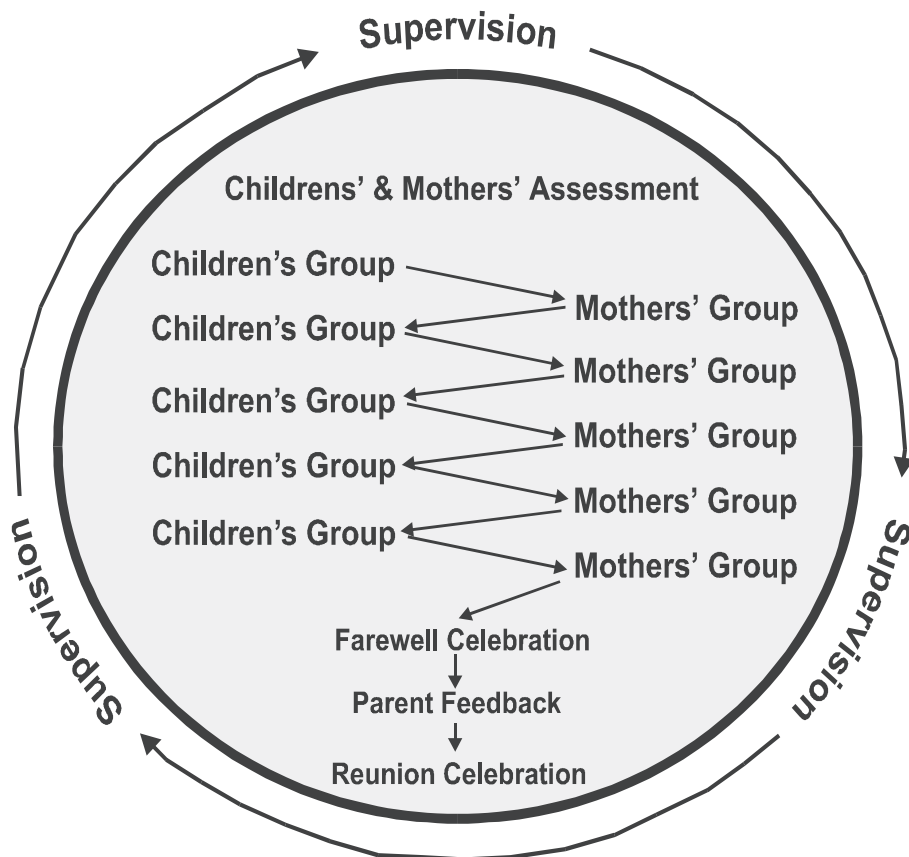 Supervision
Childrens’ & Mothers’ Assessment
Children’s Group
Mothers’ Group
Children’s Group
Mothers’ Group
Children’s Group
Mothers’ Group
Children’s Group
Mothers’ Group
Children’s Group
Mothers’ Group
Supervision
Supervision
Farewell Celebration
Parent Feedback
Reunion Celebration